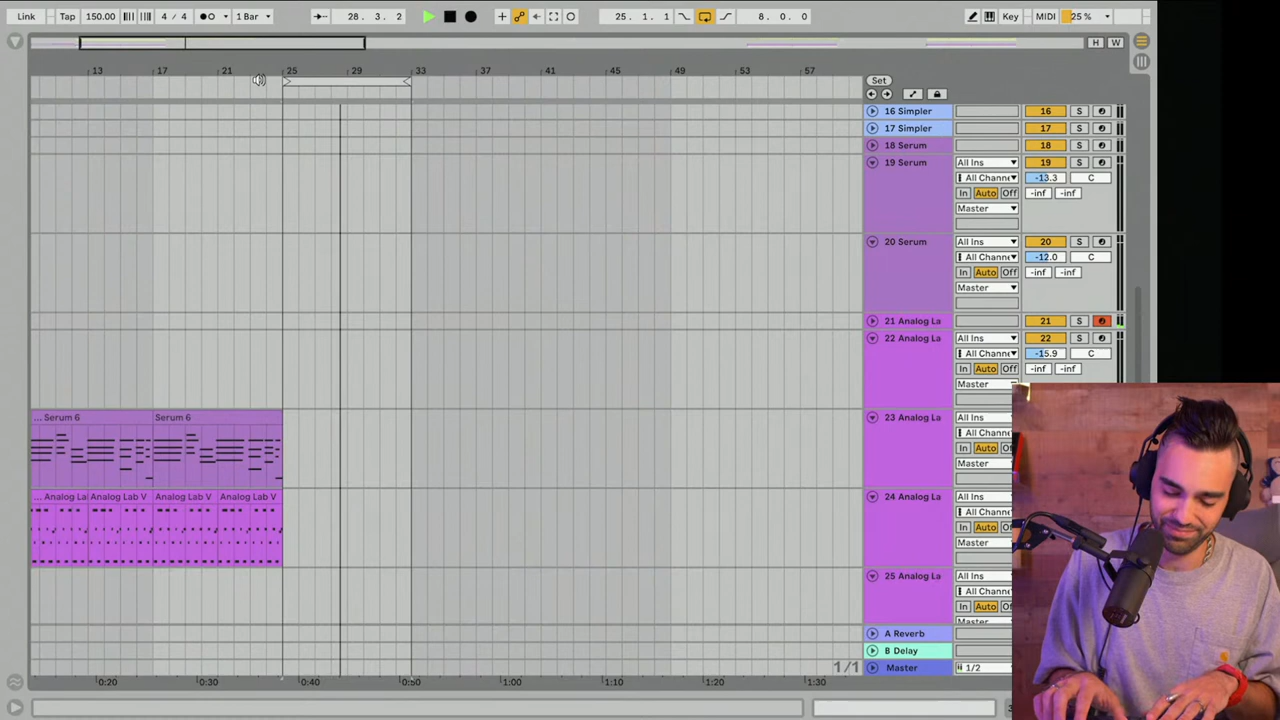 Link Tap 150.00 4 / 4 1 Bar 28. 3. 2 25. 1. 1 8. 0. 0 Key MIDI 25 %
H W
13 17 21 25 29 33 37 41 45 49 53 57
Set
16 Simpler 16 S
17 Simpler 17 S
18 Serum 18 S
19 Serum All Ins 19 S
All Channe -13.3 C
In Auto Off -inf -inf
Master
20 Serum All Ins 20 S
All Channe -12.0 C
In Auto Off -inf -inf
Master
21 Analog La 21 S
22 Analog La All Ins 22 S
All Channe -15.9 C
In Auto Off -inf -inf
Master
... Serum 6 Serum 6 23 Analog La All Ins
All Chann
In Auto O
Master
... Analog La Analog Lab V Analog Lab V Analog Lab V 24 Analog La All Ins
All Chann
In Auto O
Master
25 Analog La All Ins
All Chann
In Auto O
Master
A Reverb
B Delay
1/1 Master 1/2
0:20 0:30 0:40 0:50 1:00 1:10 1:20 1:30